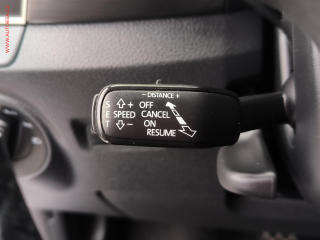 – DISTANCE +
S + OFF
E SPEED CANCEL
T – ON
RESUME